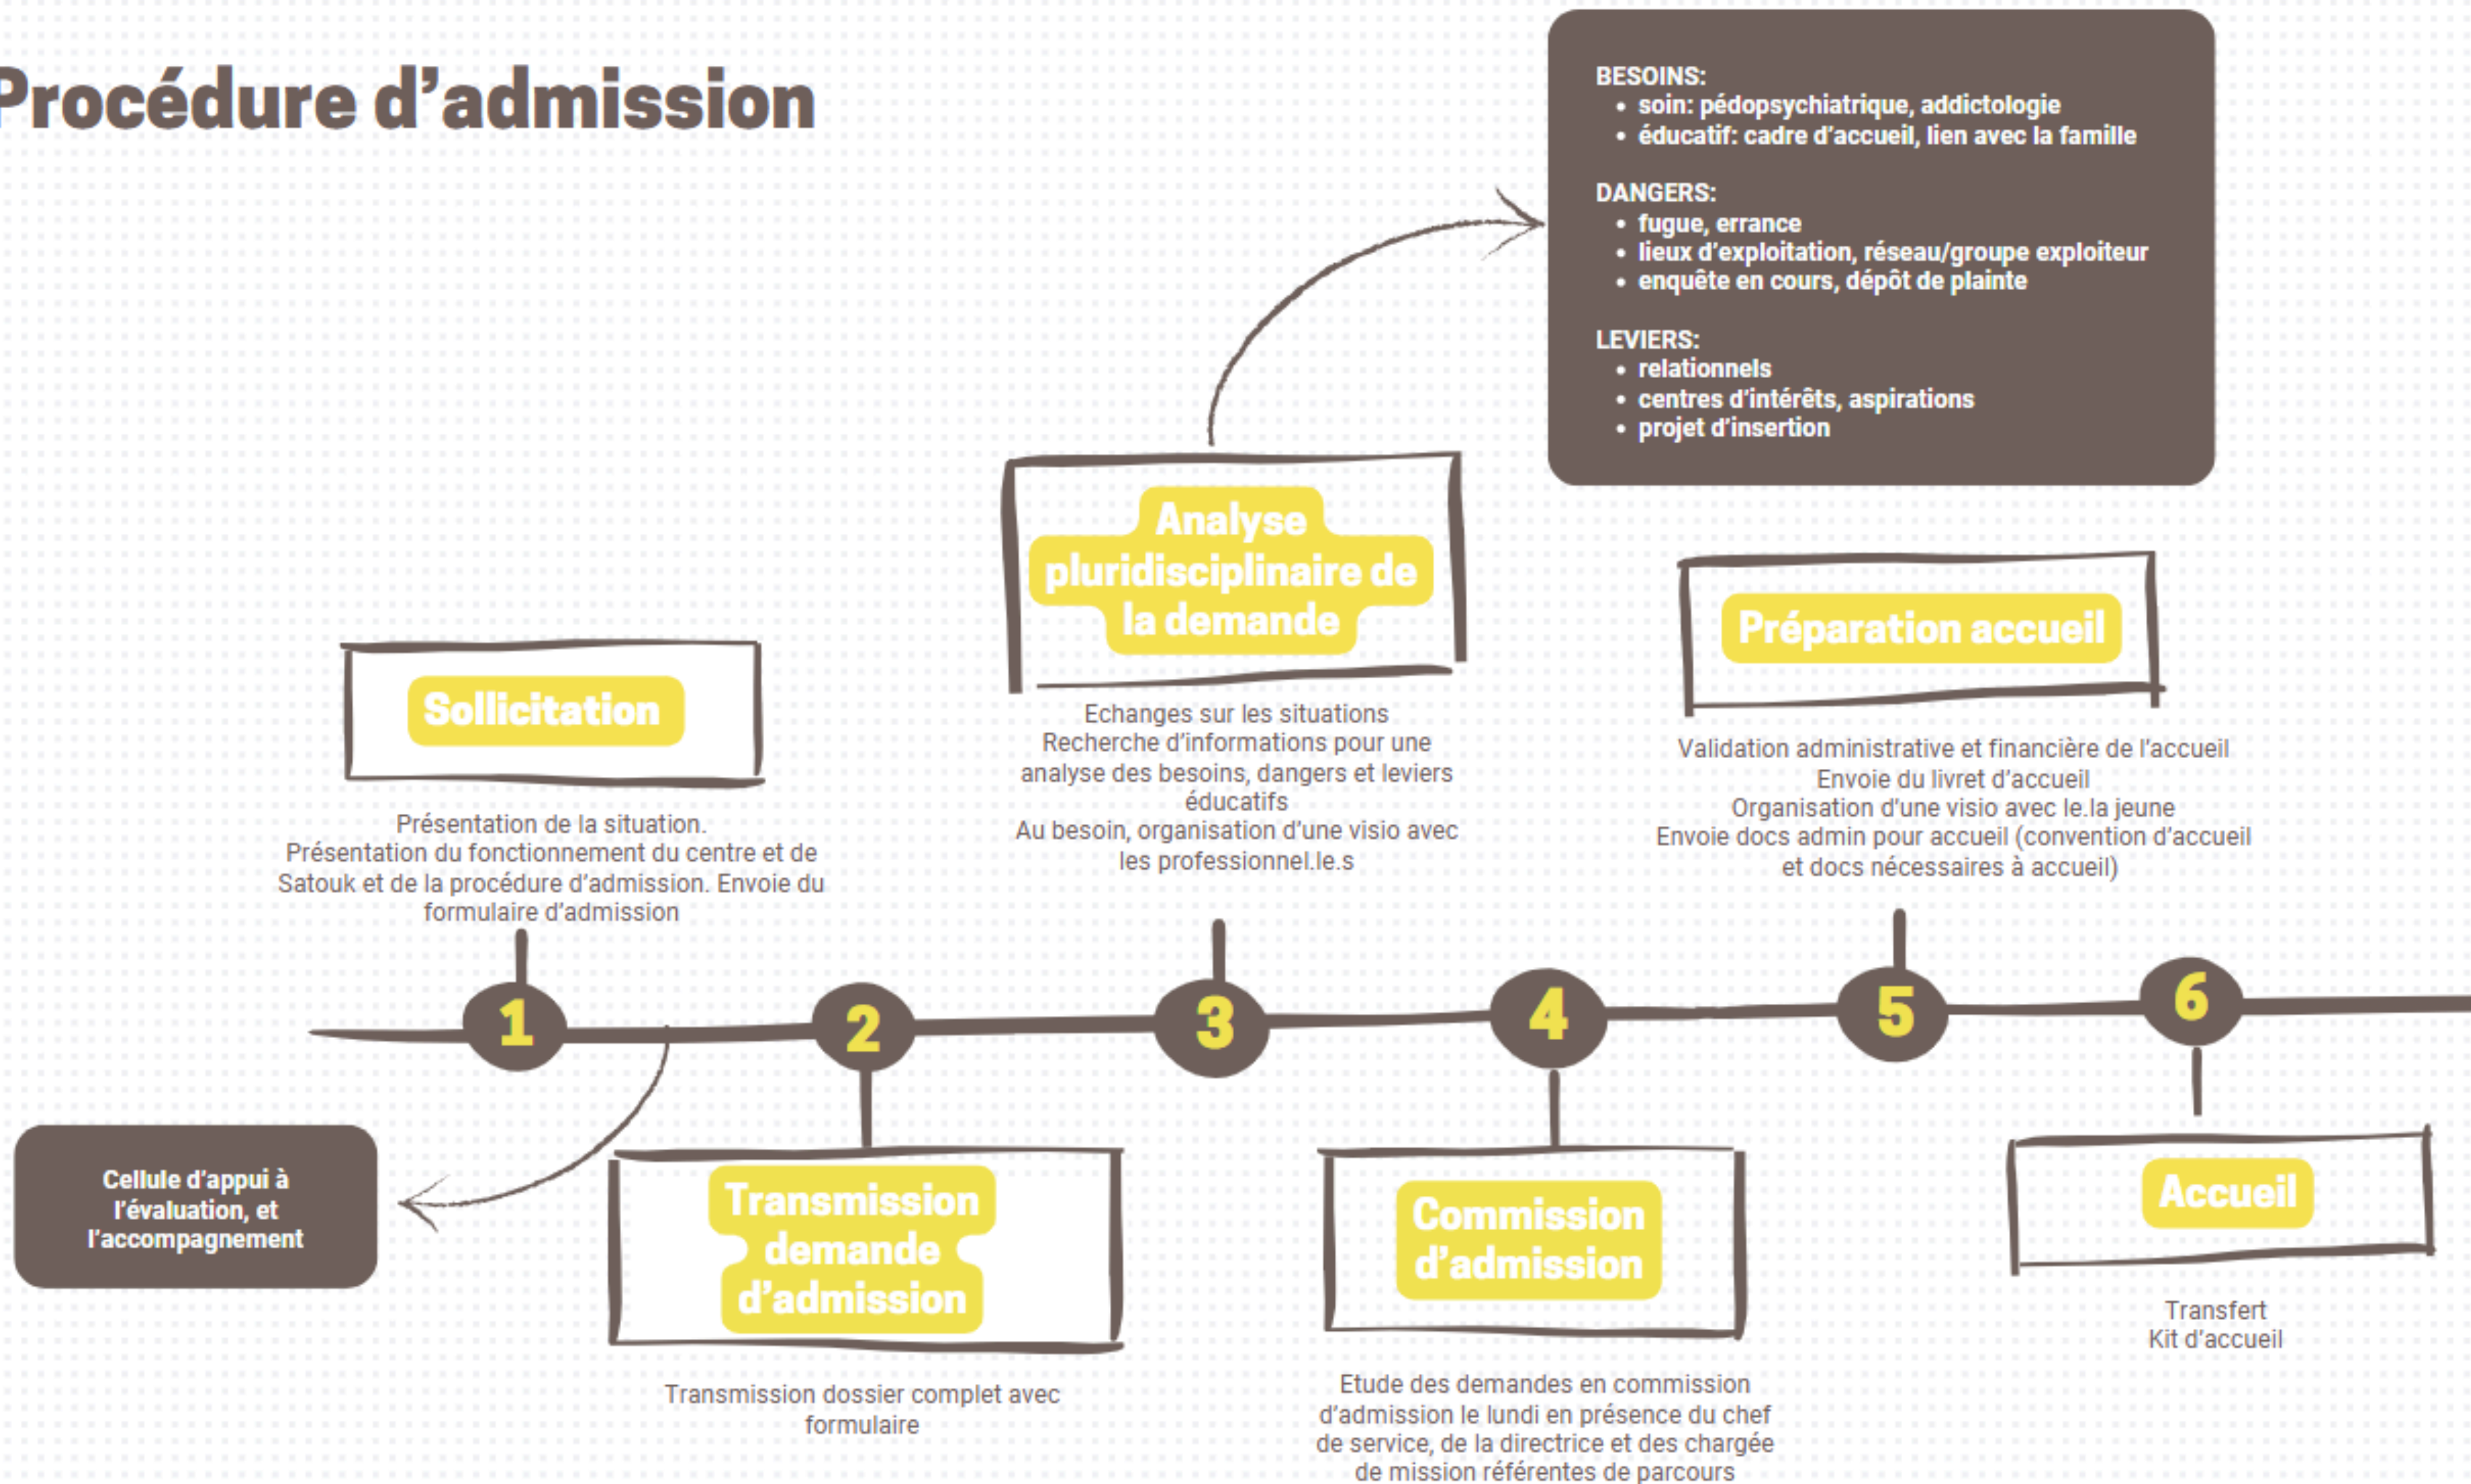 Procédure d'admission
BESOINS:
• soin: pédopsychiatrique, addictologie
• éducatif: cadre d'accueil, lien avec la famille
DANGERS:
• fugue, errance
• lieux d'exploitation, réseau/groupe exploiteur
• enquête en cours, dépôt de plainte
LEVIERS:
• relationnels
• centres d'intérêts, aspirations
• projet d'insertion
Sollicitation
Présentation de la situation.
Présentation du fonctionnement du centre et de
Satouk et de la procédure d'admission. Envoie du
formulaire d'admission
Analyse
pluridisciplinaire de
la demande
Echanges sur les situations
Recherche d'informations pour une
analyse des besoins, dangers et leviers
éducatifs
Au besoin, organisation d'une visio avec
les professionnel.le.s
Préparation accueil
Validation administrative et financière de l'accueil
Envoie du livret d'accueil
Organisation d'une visio avec le.la jeune
Envoie docs admin pour accueil (convention d'accueil
et docs nécessaires à accueil)
1
2
3
4
5
6
Cellule d'appui à
l'évaluation, et
l'accompagnement
Transmission
demande
d'admission
Transmission dossier complet avec
formulaire
Commission
d'admission
Etude des demandes en commission
d'admission le lundi en présence du chef
de service, de la directrice et des chargée
de mission référentes de parcours
Accueil
Transfert
Kit d'accueil